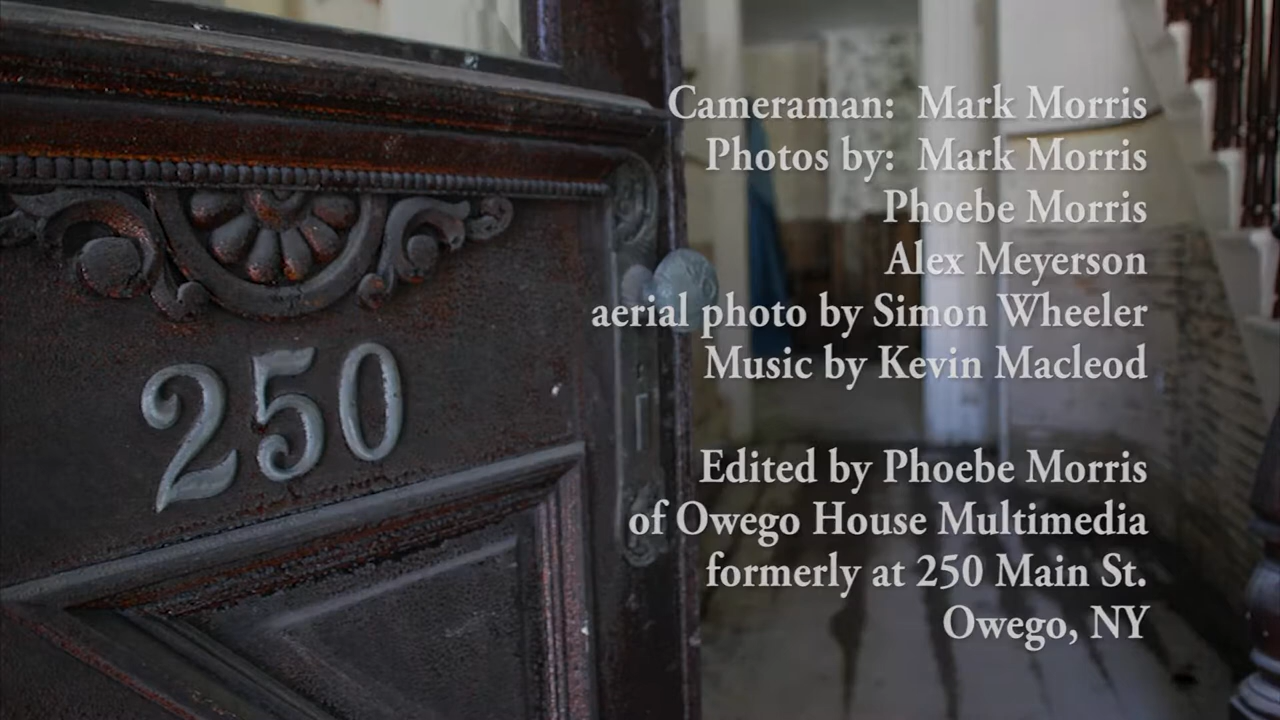 250
Cameraman: Mark Morris
Photos by: Mark Morris
Phoebe Morris
Alex Meyerson
aerial photo by Simon Wheeler
Music by Kevin Macleod
Edited by Phoebe Morris
of Owego House Multimedia
formerly at 250 Main St.
Owego, NY